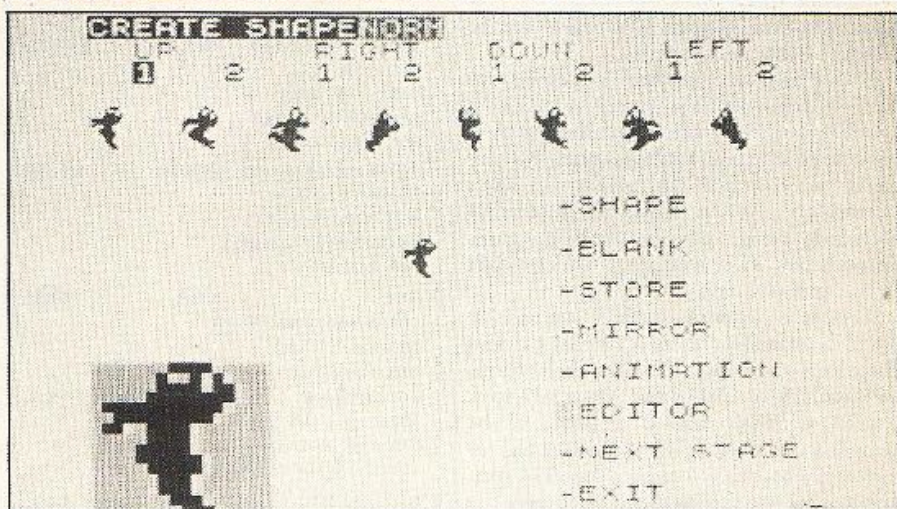 CREATE SHAPE NORM
UP RIGHT DOWN LEFT
1 2 1 2 1 2 1 2
-SHAPE
-BLANK
-STORE
-MIRROR
-ANIMATION
EDITOR
-NEXT STAGE
-EXIT